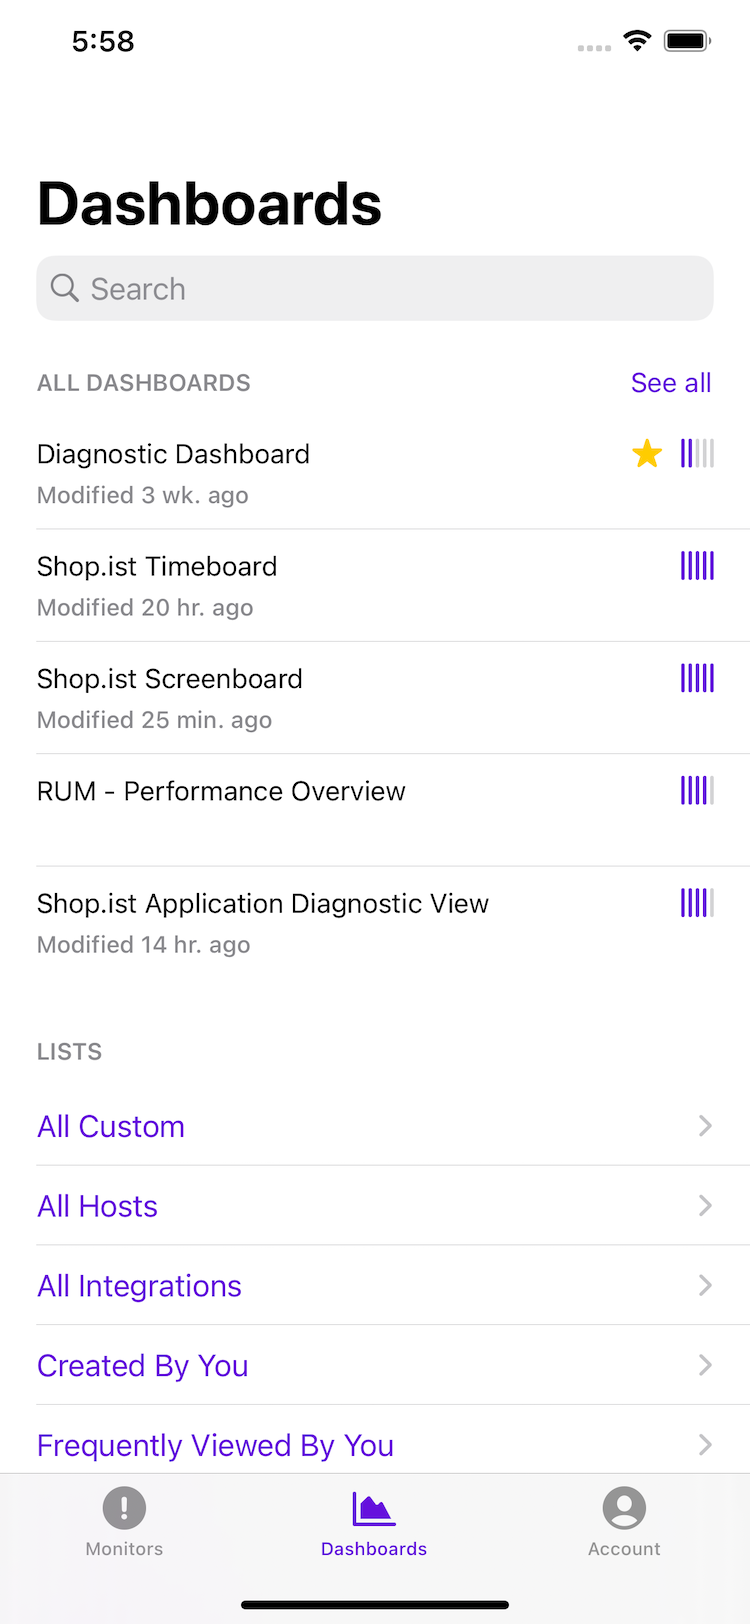 5:58
Dashboards
Search
ALL DASHBOARDS
See all
Diagnostic Dashboard
Modified 3 wk. ago
Shop.ist Timeboard
Modified 20 hr. ago
Shop.ist Screenboard
Modified 25 min. ago
RUM - Performance Overview
Shop.ist Application Diagnostic View
Modified 14 hr. ago
LISTS
All Custom
All Hosts
All Integrations
Created By You
Frequently Viewed By You
Monitors
Dashboards
Account